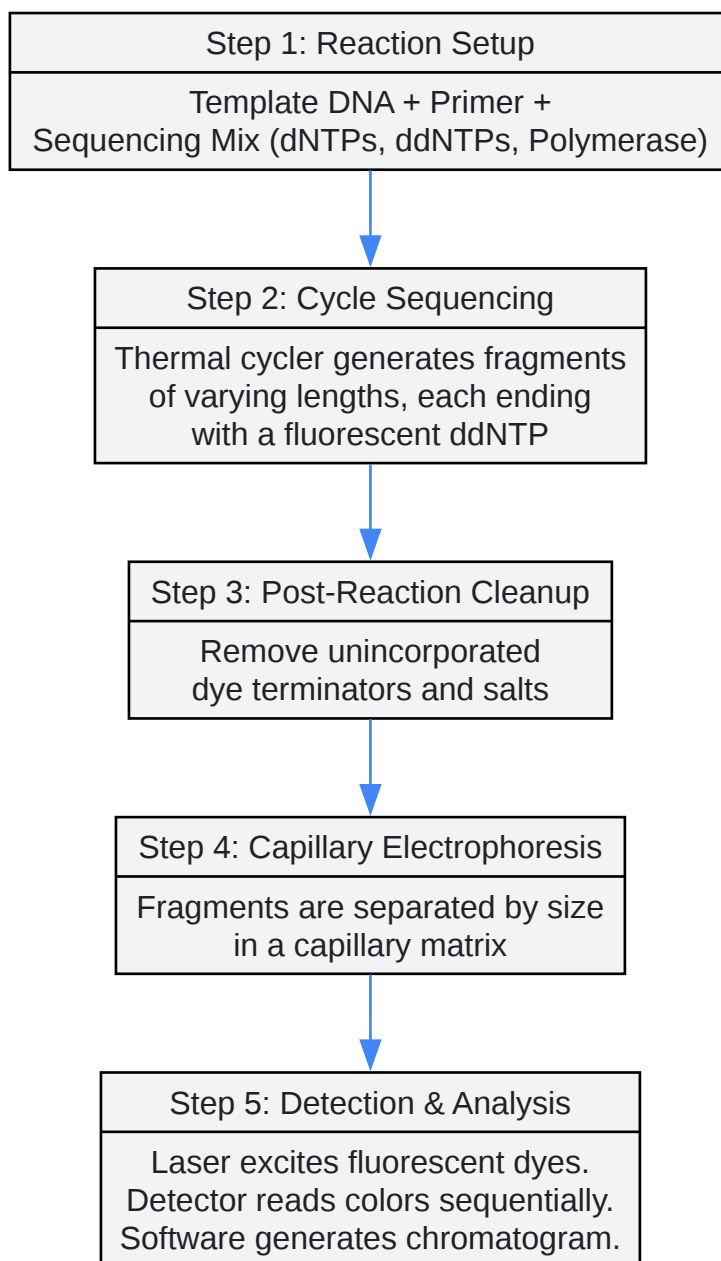 Step 1: Reaction Setup
Template DNA + Primer +
Sequencing Mix (dNTPs, ddNTPs, Polymerase)
Step 2: Cycle Sequencing
Thermal cycler generates fragments
of varying lengths, each ending
with a fluorescent ddNTP
Step 3: Post-Reaction Cleanup
Remove unincorporated
dye terminators and salts
Step 4: Capillary Electrophoresis
Fragments are separated by size
in a capillary matrix
Step 5: Detection & Analysis
Laser excites fluorescent dyes.
Detector reads colors sequentially.
Software generates chromatogram.